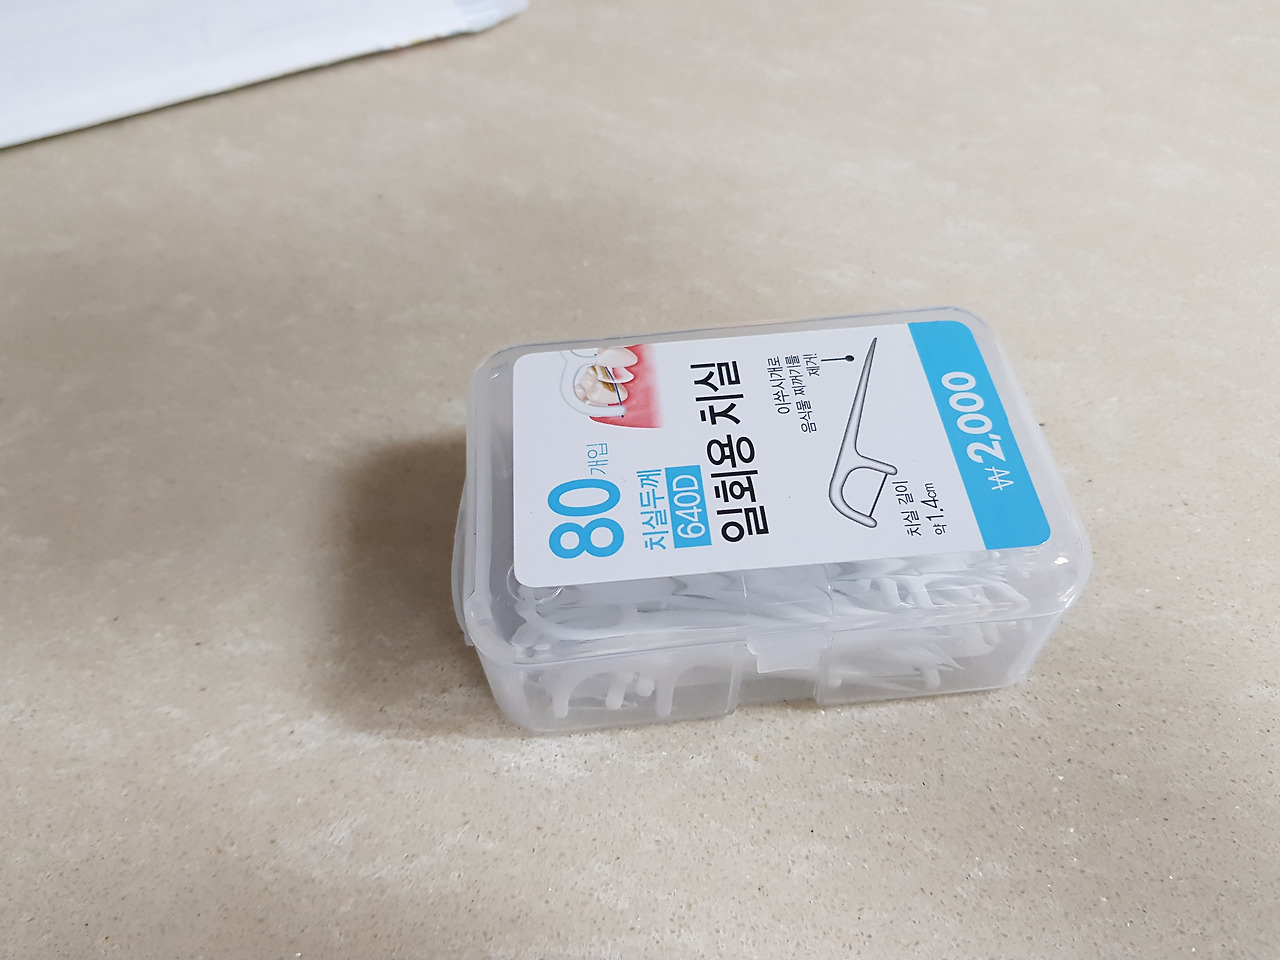 80개입
치실두께
640D
일회용 치실
이쑤시개로
음식물 찌꺼기를
제거!
치실 길이
약1.4cm
₩2,000